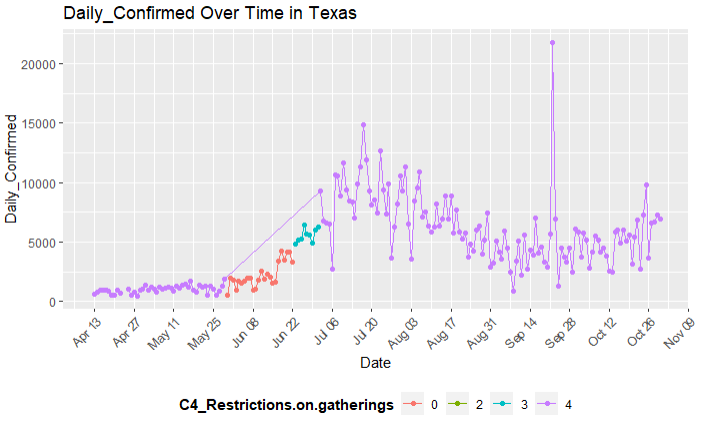 Daily_Confirmed Over Time in Texas
Daily_Confirmed
20000
15000
10000
5000
0
Apr 13
Apr 27
May 11
May 25
Jun 08
Jun 22
Jul 06
Jul 20
Aug 03
Aug 17
Aug 31
Sep 14
Sep 28
Oct 12
Oct 26
Nov 09
Date
C4_Restrictions.on.gatherings 0 2 3 4